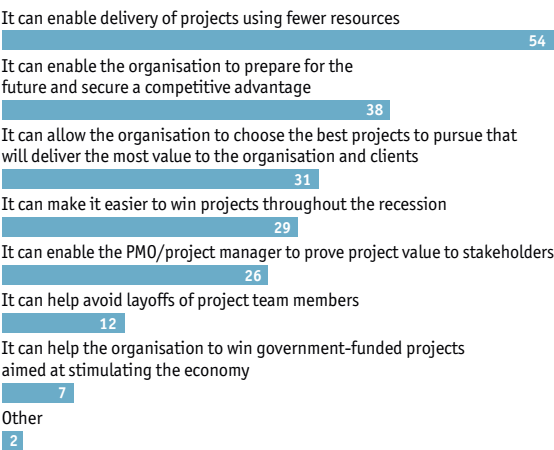 It can enable delivery of projects using fewer resources
54
It can enable the organisation to prepare for the
future and secure a competitive advantage
38
It can allow the organisation to choose the best projects to pursue that
will deliver the most value to the organisation and clients
31
It can make it easier to win projects throughout the recession
29
It can enable the PMO/project manager to prove project value to stakeholders
26
It can help avoid layoffs of project team members
12
It can help the organisation to win government-funded projects
aimed at stimulating the economy
7
Other
2